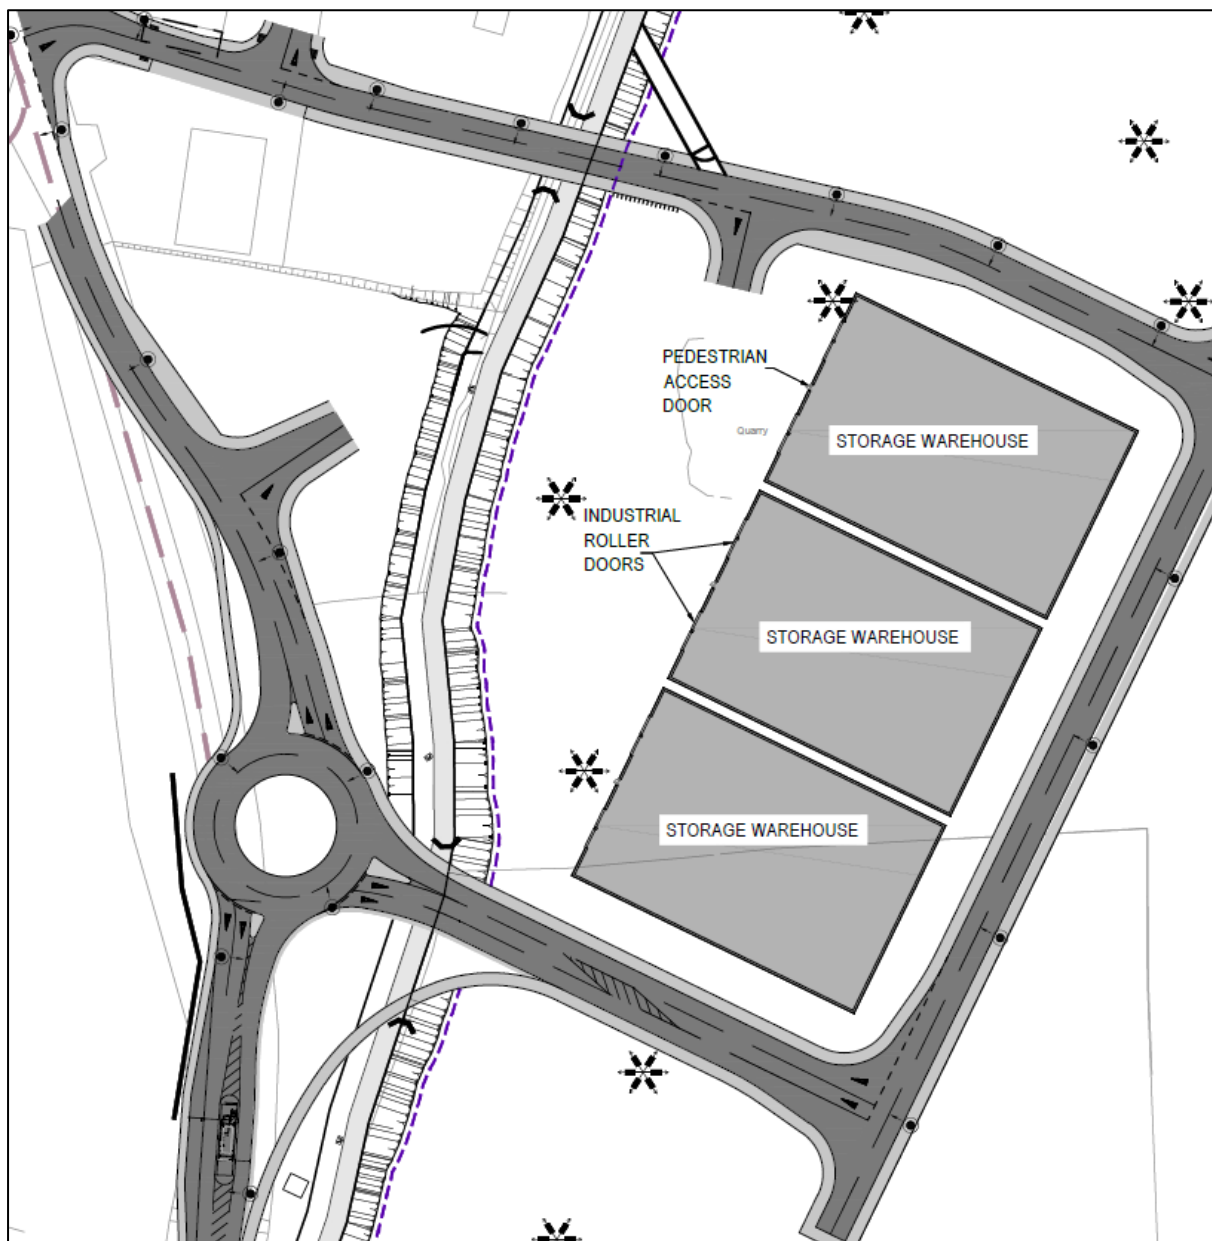 PEDESTRIAN
ACCESS
DOOR
Quarry
STORAGE WAREHOUSE
INDUSTRIAL
ROLLER
DOORS
STORAGE WAREHOUSE
STORAGE WAREHOUSE